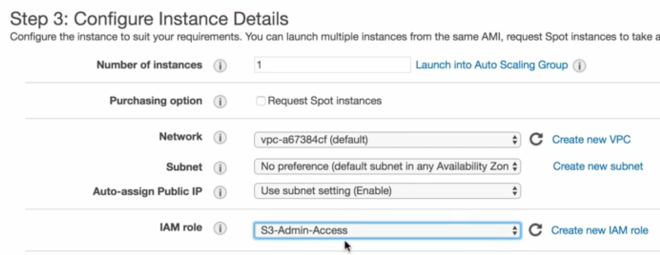 Step 3: Configure Instance Details
Configure the instance to suit your requirements. You can launch multiple instances from the same AMI, request Spot instances to take a
Number of instances i 1 Launch into Auto Scaling Group i
Purchasing option i Request Spot instances
Network i vpc-a67384cf (default) Create new VPC
Subnet i No preference (default subnet in any Availability Zon Create new subnet
Auto-assign Public IP i Use subnet setting (Enable)
IAM role i S3-Admin-Access Create new IAM role